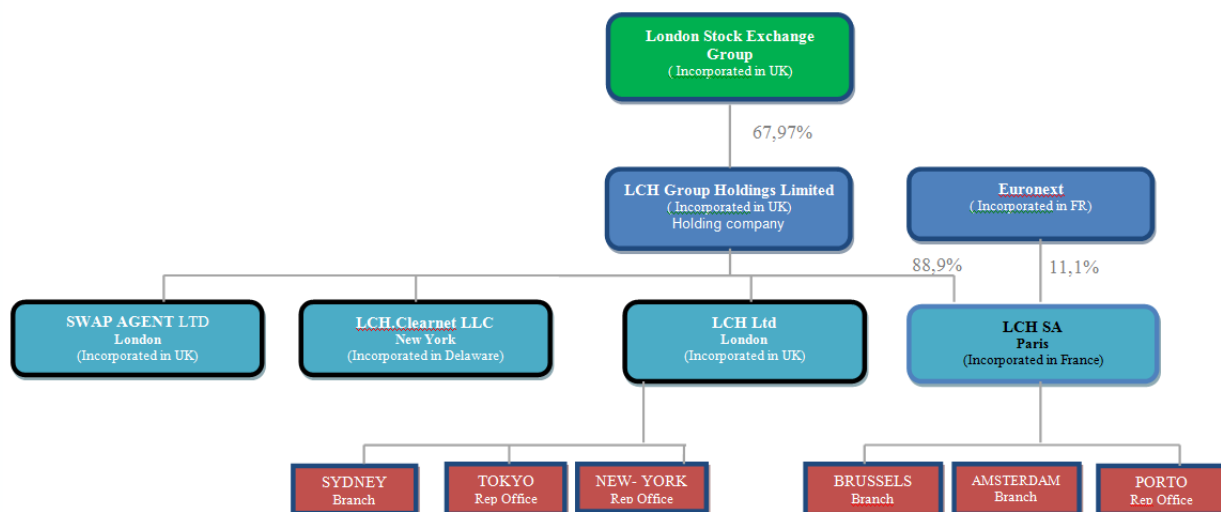 London Stock Exchange
Group
( Incorporated in UK)
67,97%
LCH Group Holdings Limited
( Incorporated in UK)
Holding company
Euronext
( Incorporated in FR)
88,9%
11,1%
SWAP AGENT LTD
London
(Incorporated in UK)
LCH.Clearnet LLC
New York
(Incorporated in Delaware)
LCH Ltd
London
(Incorporated in UK)
LCH SA
Paris
(Incorporated in France)
SYDNEY
Branch
TOKYO
Rep Office
NEW- YORK
Rep Office
BRUSSELS
Branch
AMSTERDAM
Branch
PORTO
Rep Office